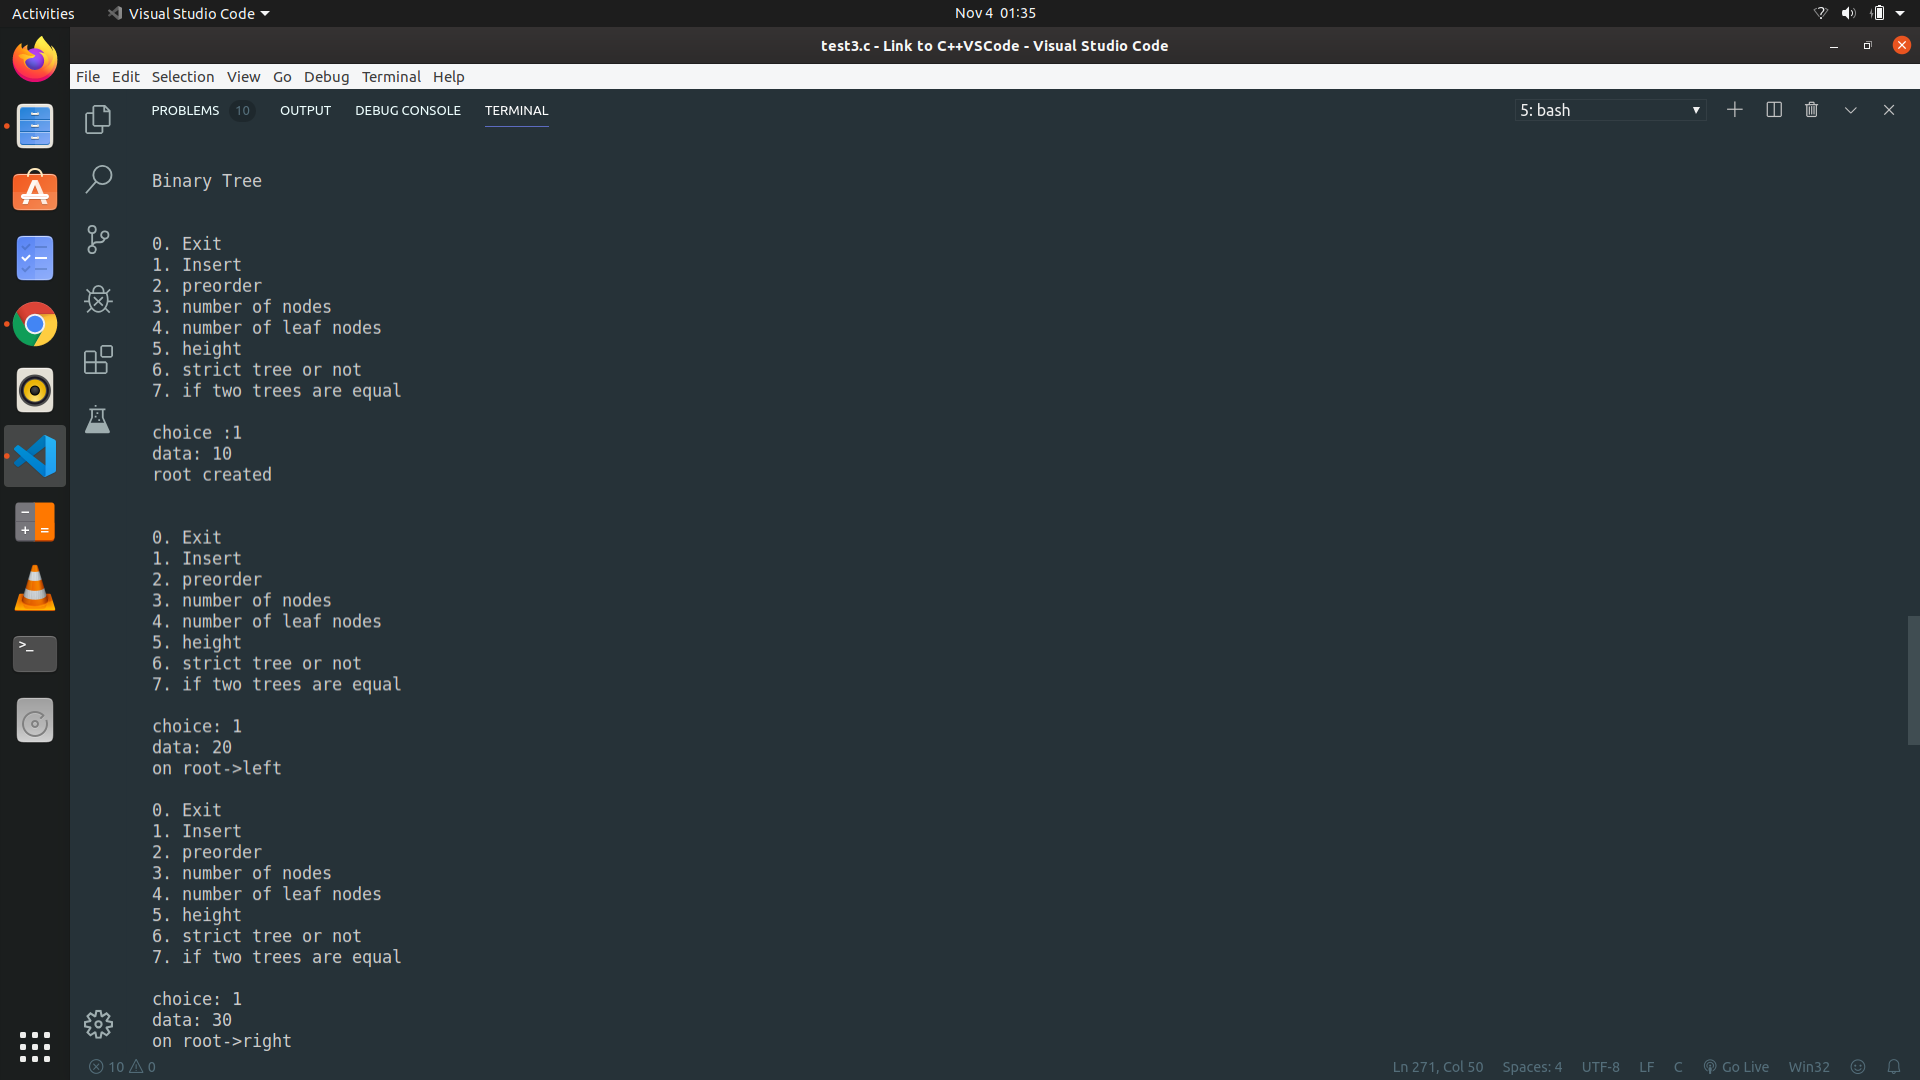 Activities
Visual Studio Code
Nov 4 01:35
test3.c - Link to C++VSCode - Visual Studio Code
File Edit Selection View Go Debug Terminal Help
PROBLEMS 10 OUTPUT DEBUG CONSOLE TERMINAL
5: bash
Binary Tree
0. Exit
1. Insert
2. preorder
3. number of nodes
4. number of leaf nodes
5. height
6. strict tree or not
7. if two trees are equal
choice :1
data: 10
root created
0. Exit
1. Insert
2. preorder
3. number of nodes
4. number of leaf nodes
5. height
6. strict tree or not
7. if two trees are equal
choice: 1
data: 20
on root->left
0. Exit
1. Insert
2. preorder
3. number of nodes
4. number of leaf nodes
5. height
6. strict tree or not
7. if two trees are equal
choice: 1
data: 30
on root->right
10 0
Ln 271, Col 50 Spaces: 4 UTF-8 LF C Go Live Win32